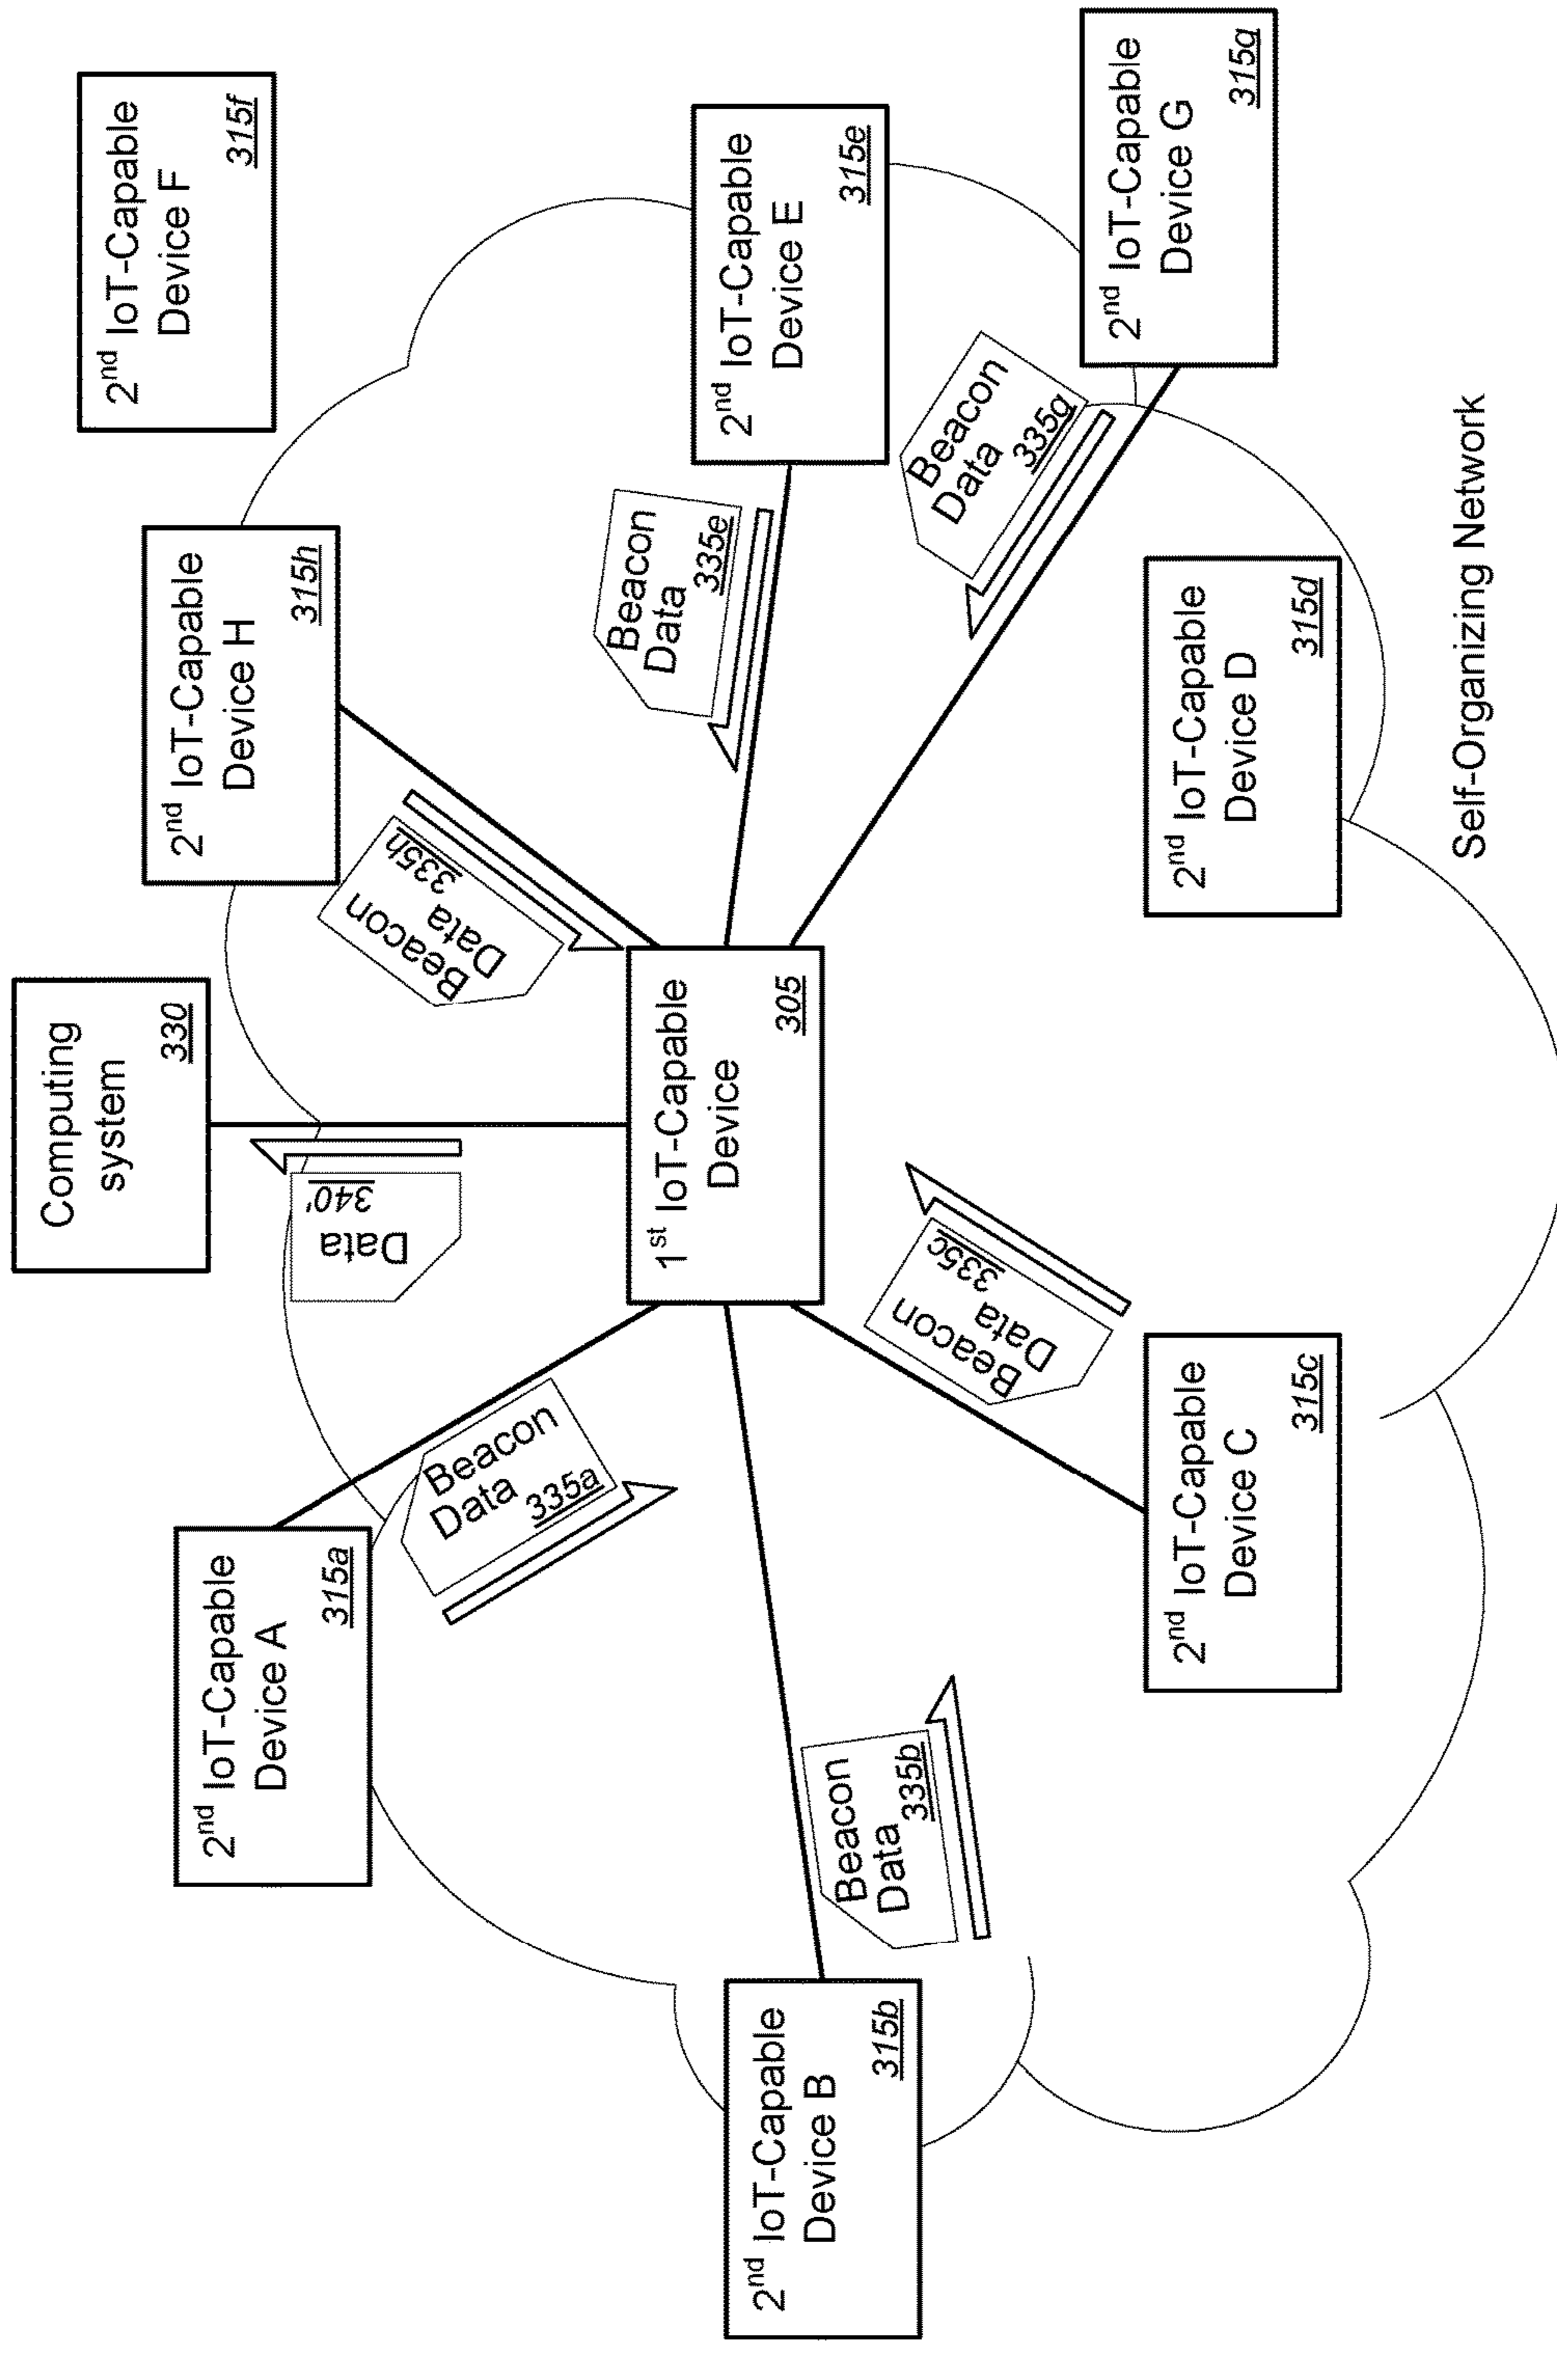 Computing
system
330
2nd IoT-Capable
Device F
315f
2nd IoT-Capable
Device H
315h
2nd IoT-Capable
Device A
315a
Data
340'
Beacon
Data
335h
Beacon
Data
335a
Beacon
Data
335e
2nd IoT-Capable
Device E
315e
1st IoT-Capable
Device
305
2nd IoT-Capable
Device B
315b
Beacon
Data
335b
Beacon
Data
335c
Beacon
Data
335g
2nd IoT-Capable
Device G
315g
2nd IoT-Capable
Device C
315c
2nd IoT-Capable
Device D
315d
Self-Organizing Network